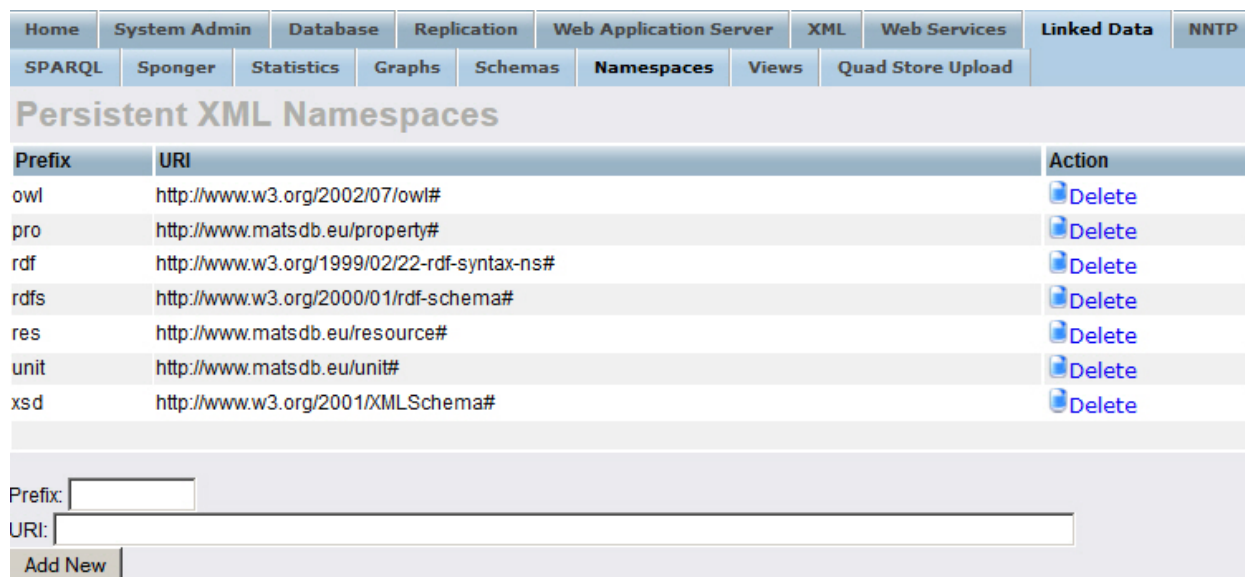 Home System Admin Database Replication Web Application Server XML Web Services Linked Data NNTP
SPARQL Sponger Statistics Graphs Schemas Namespaces Views Quad Store Upload
Persistent XML Namespaces
Prefix URI Action
owl http://www.w3.org/2002/07/owl# Delete
pro http://www.matsdb.eu/property# Delete
rdf http://www.w3.org/1999/02/22-rdf-syntax-ns# Delete
rdfs http://www.w3.org/2000/01/rdf-schema# Delete
res http://www.matsdb.eu/resource# Delete
unit http://www.matsdb.eu/unit# Delete
xsd http://www.w3.org/2001/XMLSchema# Delete
Prefix:
URI:
Add New